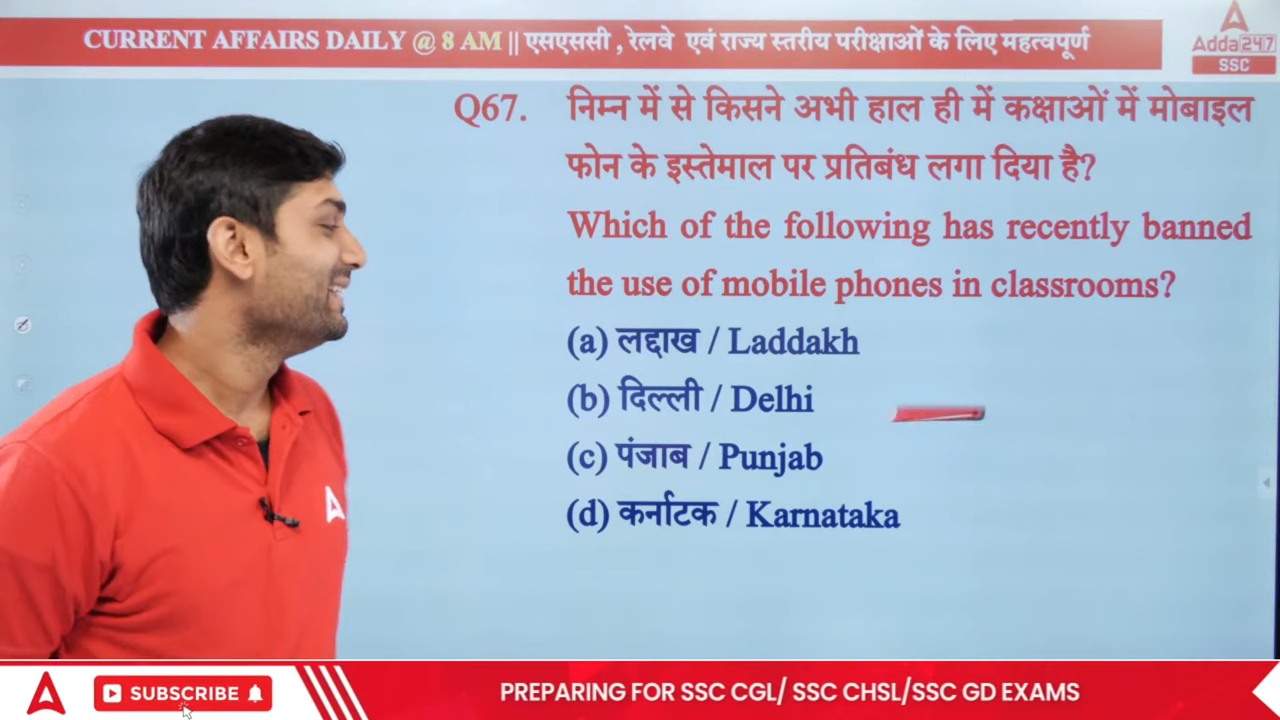 CURRENT AFFAIRS DAILY @ 8 AM || एसएससी , रेलवे एवं राज्य स्तरीय परीक्षाओं के लिए महत्वपूर्ण
Adda 247
SSC
Q67. निम्न में से किसने अभी हाल ही में कक्षाओं में मोबाइल
फोन के इस्तेमाल पर प्रतिबंध लगा दिया है?
Which of the following has recently banned
the use of mobile phones in classrooms?
(a) लद्दाख / Laddakh
(b) दिल्ली / Delhi
(c) पंजाब / Punjab
(d) कर्नाटक / Karnataka
SUBSCRIBE
PREPARING FOR SSC CGL/ SSC CHSL/SSC GD EXAMS